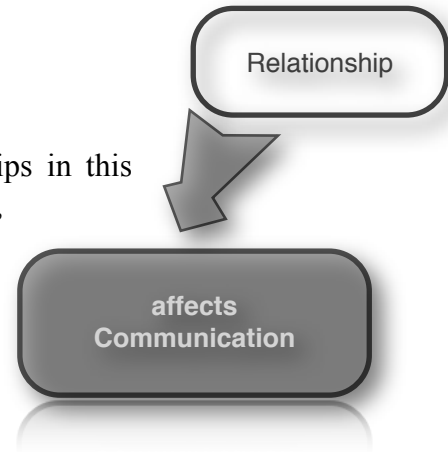 Relationship
ips in this
,
affects
Communication